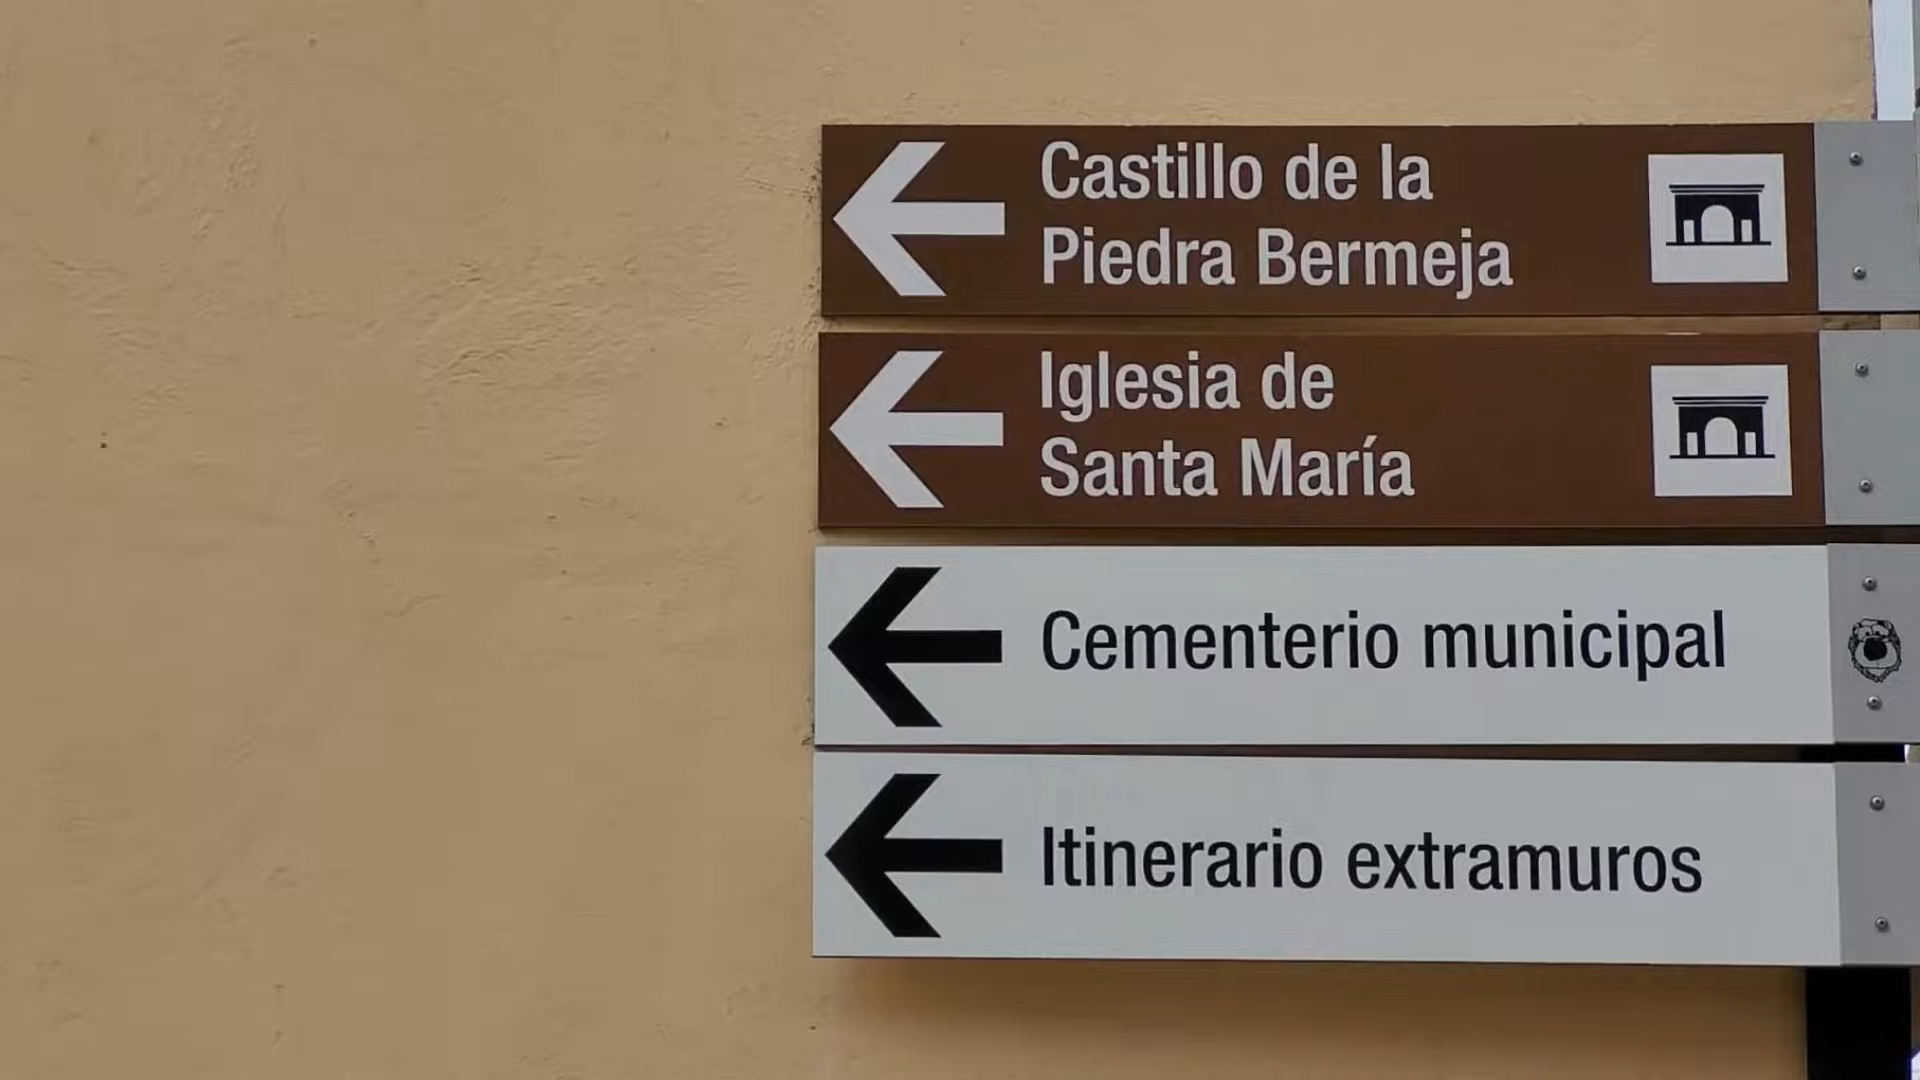 Castillo de la
Piedra Bermeja
Iglesia de
Santa María
Cementerio municipal
Itinerario extramuros